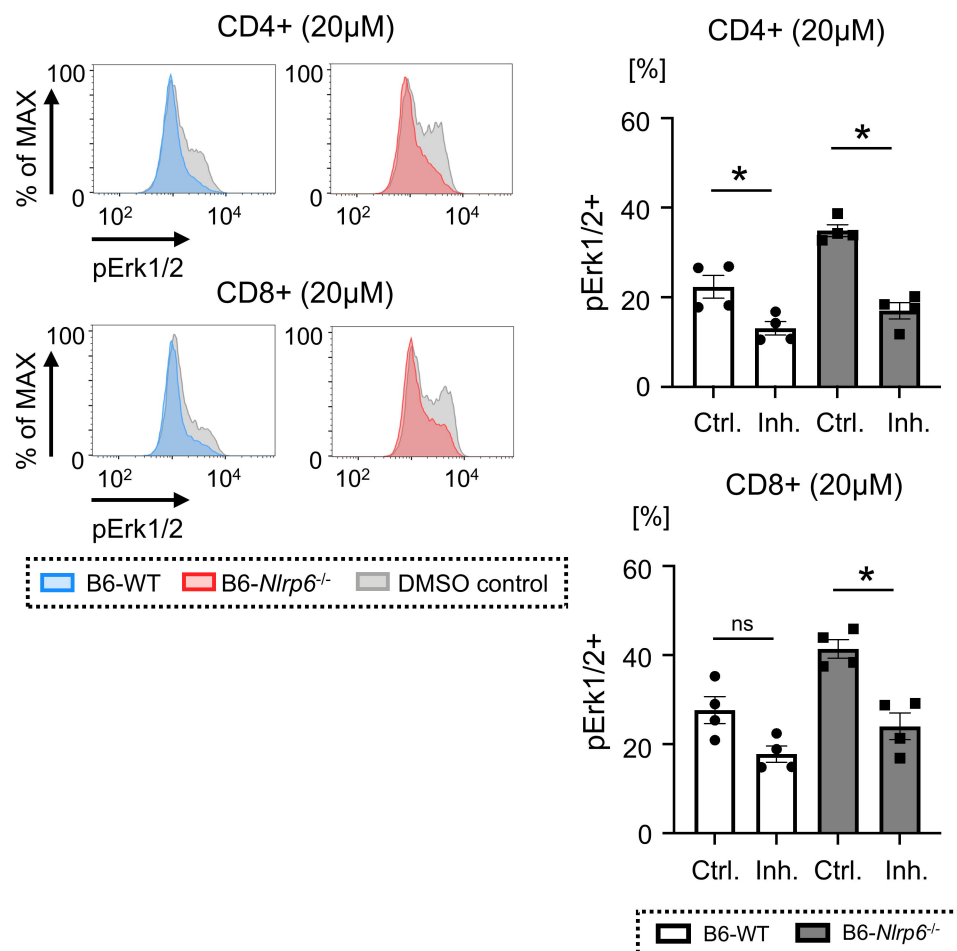 CD4+ (20μM)
% of MAX
100
0
10² 10⁴
100
0
10² 10⁴
pErk1/2
CD8+ (20μM)
% of MAX
100
0
10² 10⁴
100
0
10² 10⁴
pErk1/2
B6-WT B6-Nlrp6-/- DMSO control
CD4+ (20μM)
[%]
pErk1/2+
60
40
20
0
* *
Ctrl. Inh. Ctrl. Inh.
CD8+ (20μM)
[%]
pErk1/2+
60
40
20
0
ns *
Ctrl. Inh. Ctrl. Inh.
B6-WT B6-Nlrp6-/-